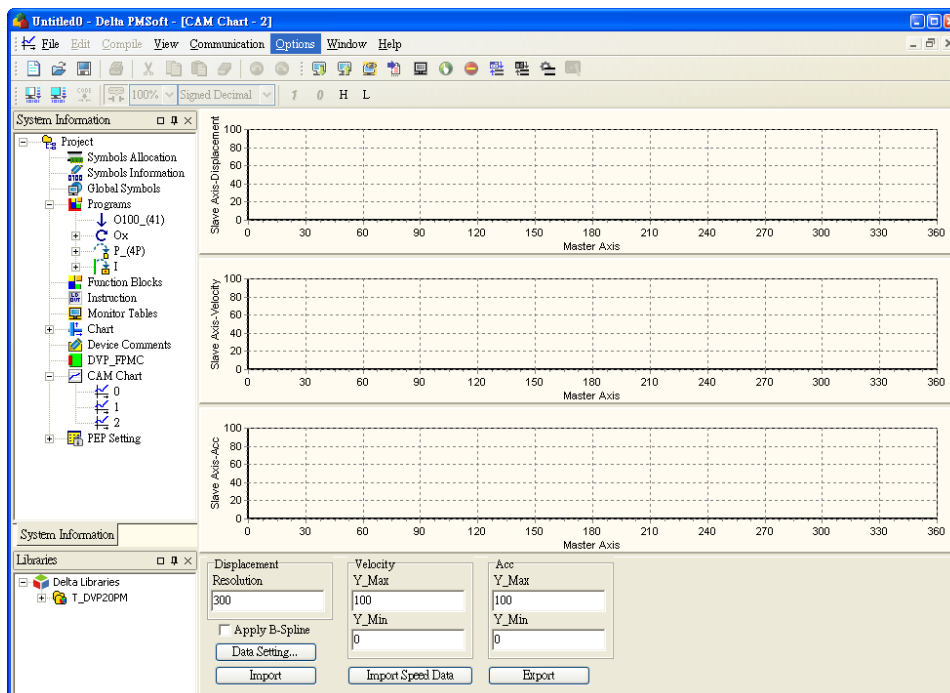 Untitled0 - Delta PMSoft - [CAM Chart - 2]
File Edit Compile View Communication Options Window Help
100% Signed Decimal 1 0 H L
System Information
Project
Symbols Allocation
Symbols Information
Global Symbols
Programs
O100_(41)
Ox
P_(4P)
I
Function Blocks
Instruction
Monitor Tables
Chart
Device Comments
DVP_FPMC
CAM Chart
0
1
2
PEP Setting
System Information
Libraries
Delta Libraries
T_DVP20PM
Slave Axis-Displacement
100
80
60
40
20
0
0 30 60 90 120 150 180 210 240 270 300 330 360
Master Axis
Slave Axis-Velocity
100
80
60
40
20
0
0 30 60 90 120 150 180 210 240 270 300 330 360
Master Axis
Slave Axis-Acc
100
80
60
40
20
0
0 30 60 90 120 150 180 210 240 270 300 330 360
Master Axis
Displacement
Resolution
300
Apply B-Spline
Data Setting...
Import
Velocity
Y_Max
100
Y_Min
0
Import Speed Data
Acc
Y_Max
100
Y_Min
0
Export